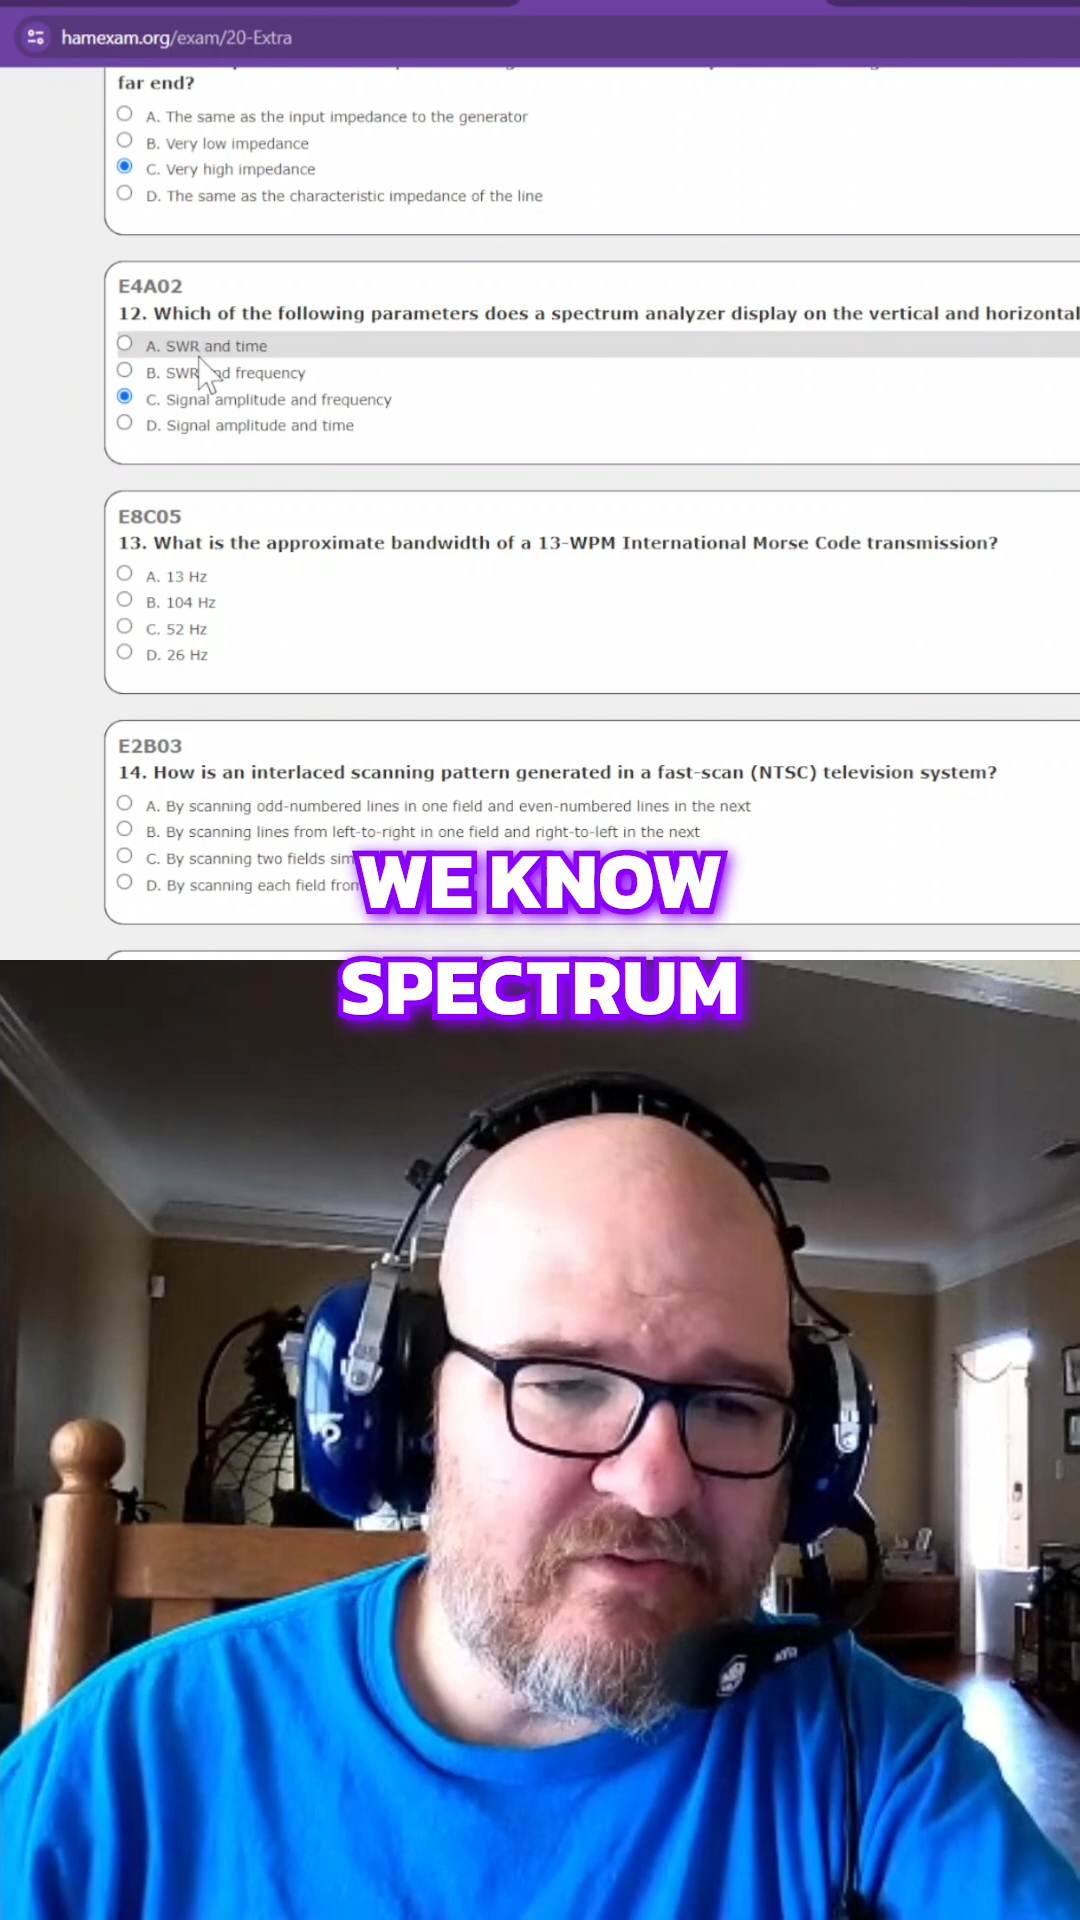 hamexam.org/exam/20-Extra
far end?
A. The same as the input impedance to the generator
B. Very low impedance
C. Very high impedance
D. The same as the characteristic impedance of the line
E4A02
12. Which of the following parameters does a spectrum analyzer display on the vertical and horizontal
A. SWR and time
B. SWR and frequency
C. Signal amplitude and frequency
D. Signal amplitude and time
E8C05
13. What is the approximate bandwidth of a 13-WPM International Morse Code transmission?
A. 13 Hz
B. 104 Hz
C. 52 Hz
D. 26 Hz
E2B03
14. How is an interlaced scanning pattern generated in a fast-scan (NTSC) television system?
A. By scanning odd-numbered lines in one field and even-numbered lines in the next
B. By scanning lines from left-to-right in one field and right-to-left in the next
C. By scanning two fields
D. By scanning each field
WE KNOW
SPECTRUM